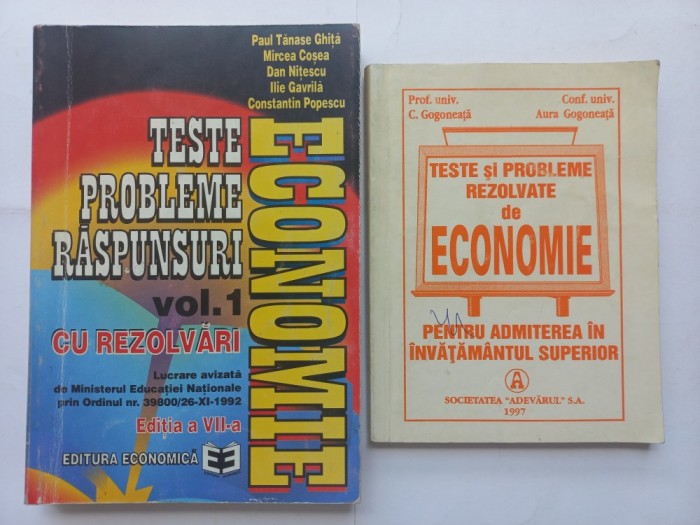 Paul Tănase Ghiță
Mircea Coșea
Dan Nițescu
Ilie Gavrilă
Constantin Popescu
ECONOMIE
TESTE
PROBLEME
RĂSPUNSURI
vol.1
CU REZOLVĂRI
Lucrare avizată
de Ministerul Educației Naționale
prin Ordinul nr. 39800/26-XI-1992
Ediția a VII-a
EDITURA ECONOMICĂ
Prof. univ. Conf. univ.
C. Gogoneață Aura Gogoneață
TESTE și PROBLEME
REZOLVATE
de
ECONOMIE
PENTRU ADMITEREA ÎN
ÎNVĂȚĂMÂNTUL SUPERIOR
A
SOCIETATEA "ADEVĂRUL" S.A.
1997